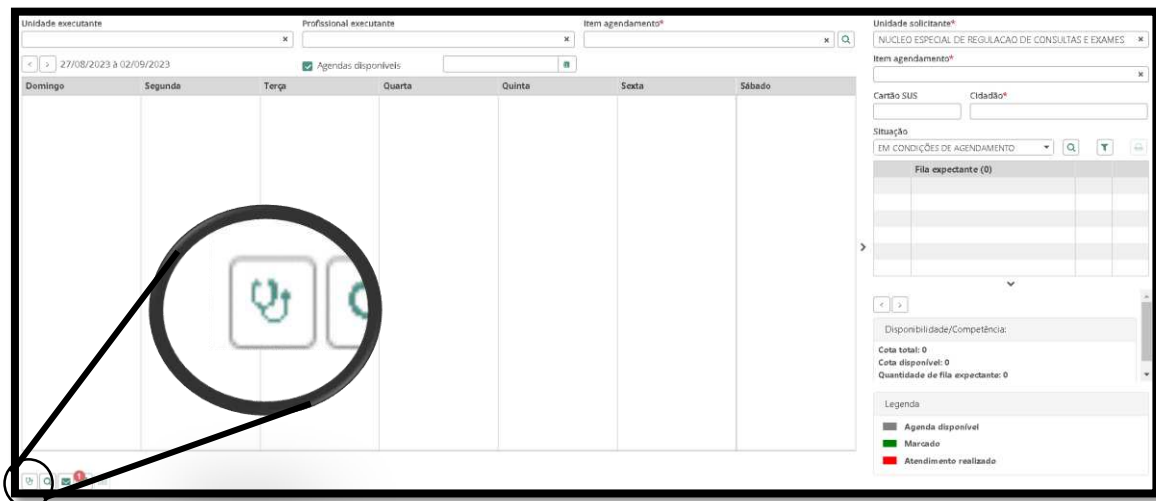 Unidade executante
Profissional executante
Item agendamento*
27/08/2023 à 02/09/2023
Agendas disponíveis
Domingo Segunda Terça Quarta Quinta Sexta Sábado
Unidade solicitante*
NUCLEO ESPECIAL DE REGULACAO DE CONSULTAS E EXAMES
Item agendamento*
Cartão SUS Cidadão*
Situação
EM CONDIÇÕES DE AGENDAMENTO
Fila expectante (0)
Disponibilidade/Competência:
Cota total: 0
Cota disponível: 0
Quantidade de fila expectante: 0
Legenda
Agenda disponível
Marcado
Atendimento realizado
1